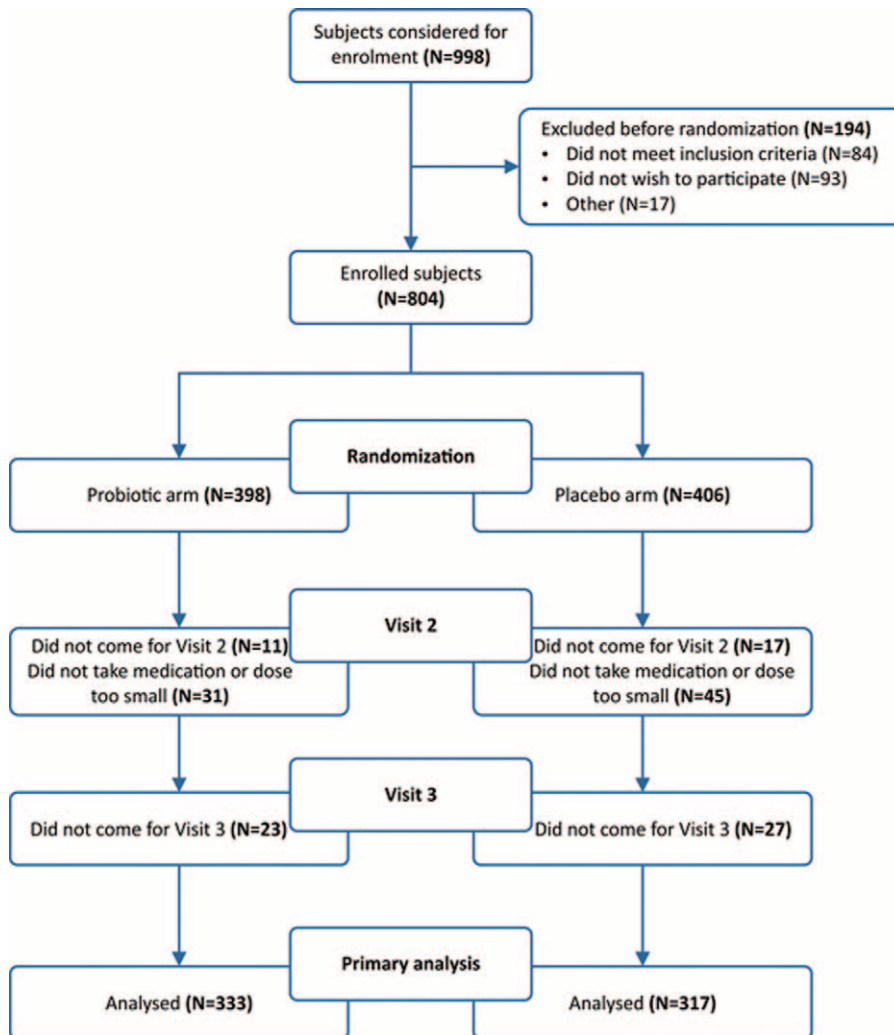 Subjects considered for
enrolment (N=998)
Excluded before randomization (N=194)
• Did not meet inclusion criteria (N=84)
• Did not wish to participate (N=93)
• Other (N=17)
Enrolled subjects
(N=804)
Randomization
Probiotic arm (N=398)
Placebo arm (N=406)
Visit 2
Did not come for Visit 2 (N=11)
Did not take medication or dose
too small (N=31)
Did not come for Visit 2 (N=17)
Did not take medication or dose
too small (N=45)
Visit 3
Did not come for Visit 3 (N=23)
Did not come for Visit 3 (N=27)
Primary analysis
Analysed (N=333)
Analysed (N=317)